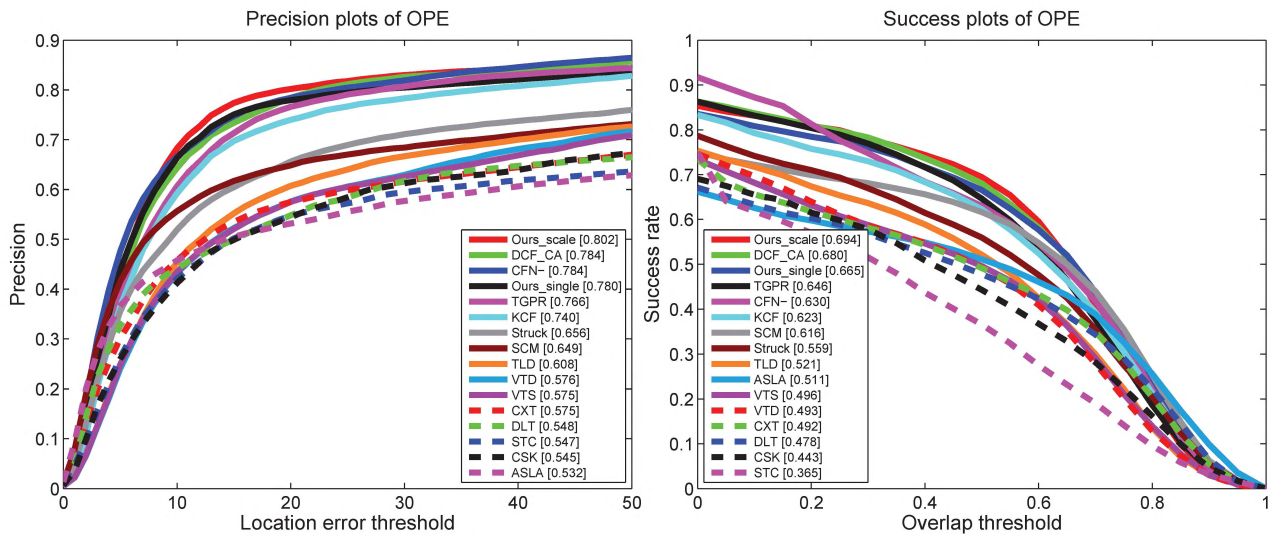 Precision plots of OPE
0.9
0.8
0.7
0.6
0.5
0.4
0.3
0.2
0.1
0
Precision
0 10 20 30 40 50
Location error threshold
Ours_scale [0.802]
DCF_CA [0.784]
CFN- [0.784]
Ours_single [0.780]
TGPR [0.766]
KCF [0.740]
Struck [0.656]
SCM [0.649]
TLD [0.608]
VTD [0.576]
VTS [0.575]
CXT [0.575]
DLT [0.548]
STC [0.547]
CSK [0.545]
ASLA [0.532]
Success plots of OPE
1
0.9
0.8
0.7
0.6
0.5
0.4
0.3
0.2
0.1
0
Success rate
0 0.2 0.4 0.6 0.8 1
Overlap threshold
Ours_scale [0.694]
DCF_CA [0.680]
Ours_single [0.665]
TGPR [0.646]
CFN- [0.630]
KCF [0.623]
SCM [0.616]
Struck [0.559]
TLD [0.521]
ASLA [0.511]
VTS [0.496]
VTD [0.493]
CXT [0.492]
DLT [0.478]
CSK [0.443]
STC [0.365]